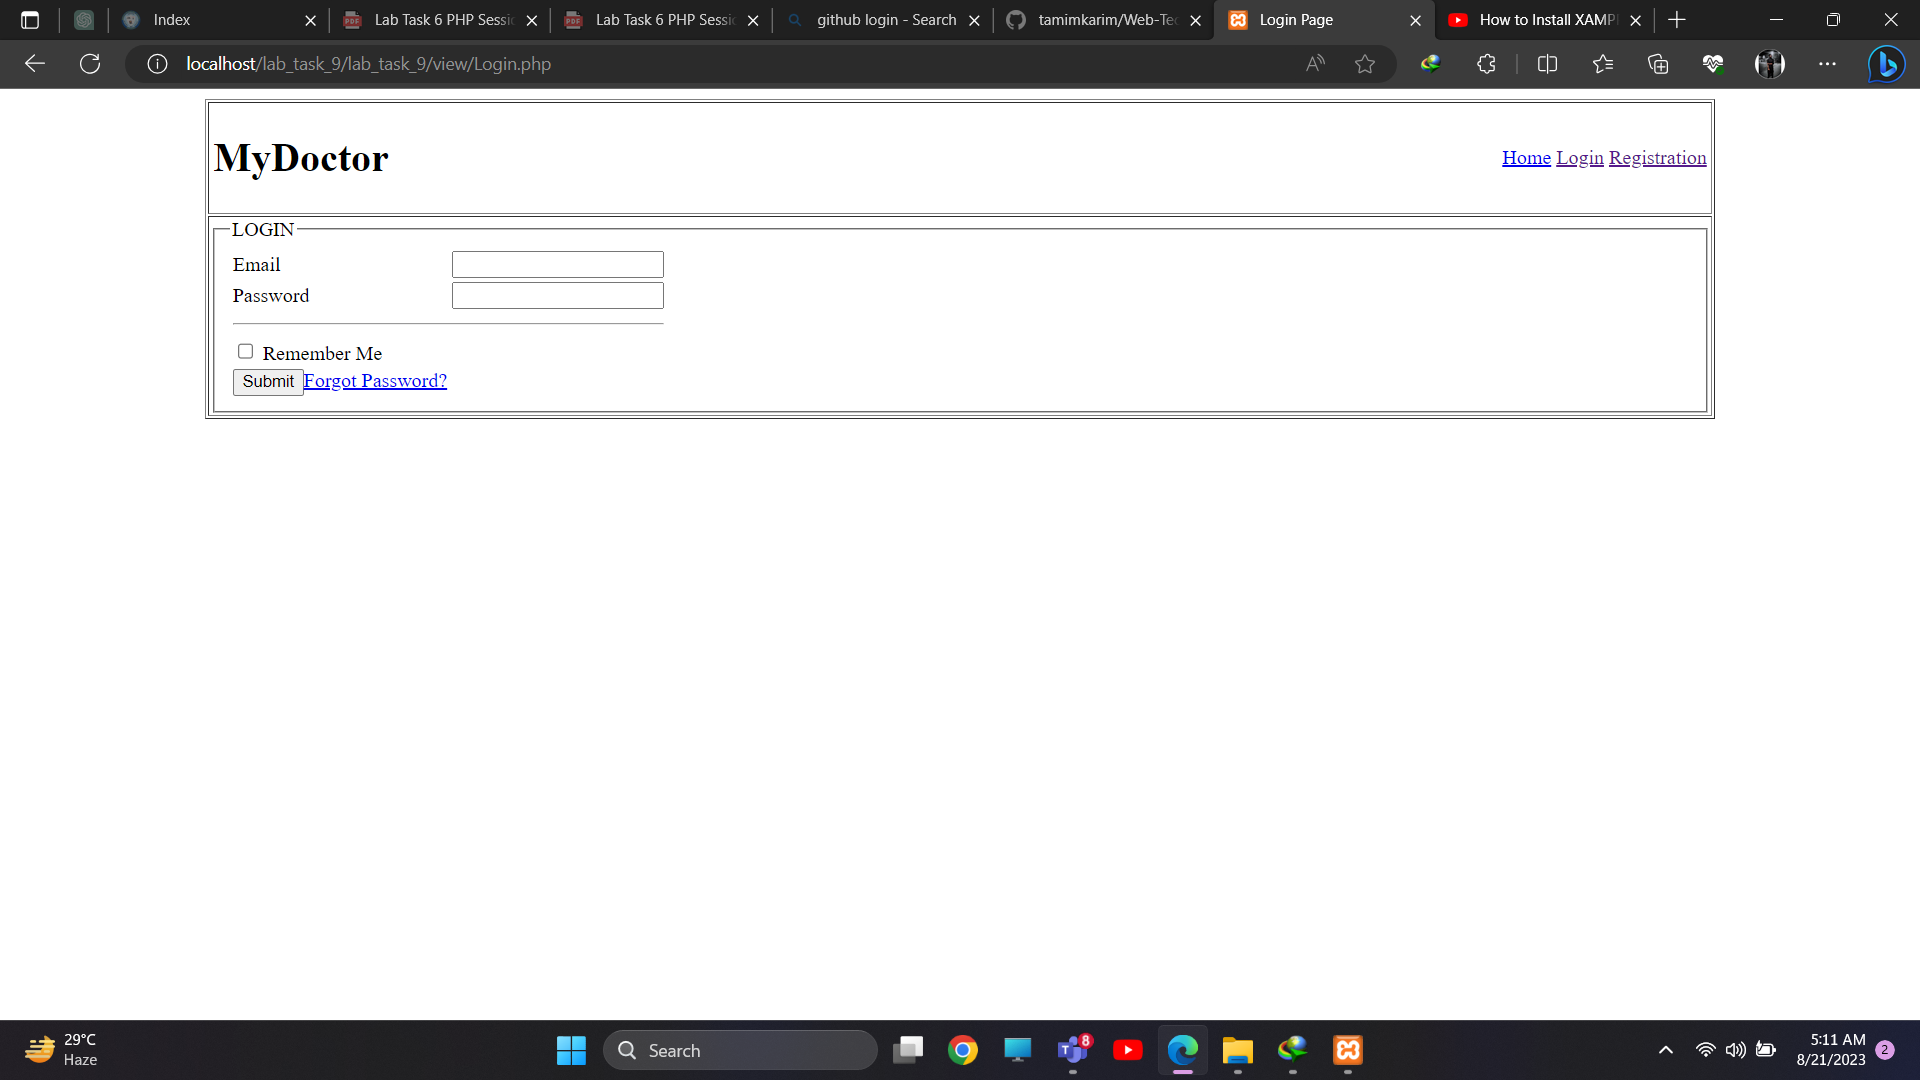 Index
Lab Task 6 PHP Sessi
Lab Task 6 PHP Sessi
github login - Search
tamimkarim/Web-Tec
Login Page
How to Install XAMP
localhost/lab_task_9/lab_task_9/view/Login.php
MyDoctor
Home Login Registration
LOGIN
Email
Password
Remember Me
Submit Forgot Password?
29°C
Haze
Search
8
5:11 AM
8/21/2023
2